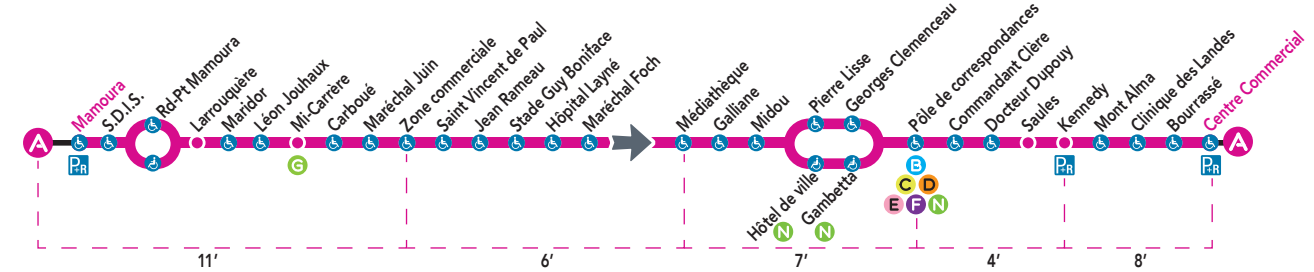 A
Mamoura
P+R
S.D.I.S.
Rd-Pt Mamoura
Larrouquère
Maridor
Léon Jouhaux
Mi-Carrère
G
Carboué
Maréchal Juin
Zone commerciale
Saint Vincent de Paul
Jean Rameau
Stade Guy Boniface
Hôpital Layné
Maréchal Foch
Médiathèque
Galliane
Midou
Pierre Lisse
Georges Clemenceau
Hôtel de ville
N
Gambetta
N
Pôle de correspondances
B
C D
E F N
Commandant Clère
Docteur Dupouy
Saules
Kennedy
P+R
Mont Alma
Clinique des Landes
Bourrassé
Centre Commercial
P+R
A
11’
6’
7’
4’
8’